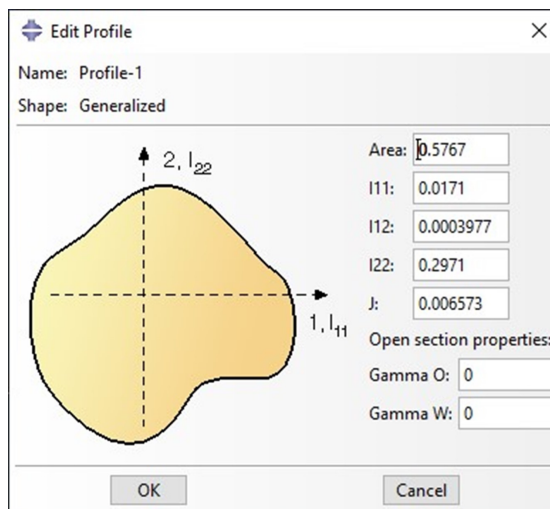 Edit Profile
Name: Profile-1
Shape: Generalized
2, I22
1, I11
Area: 0.5767
I11: 0.0171
I12: 0.0003977
I22: 0.2971
J: 0.006573
Open section properties:
Gamma O: 0
Gamma W: 0
OK
Cancel